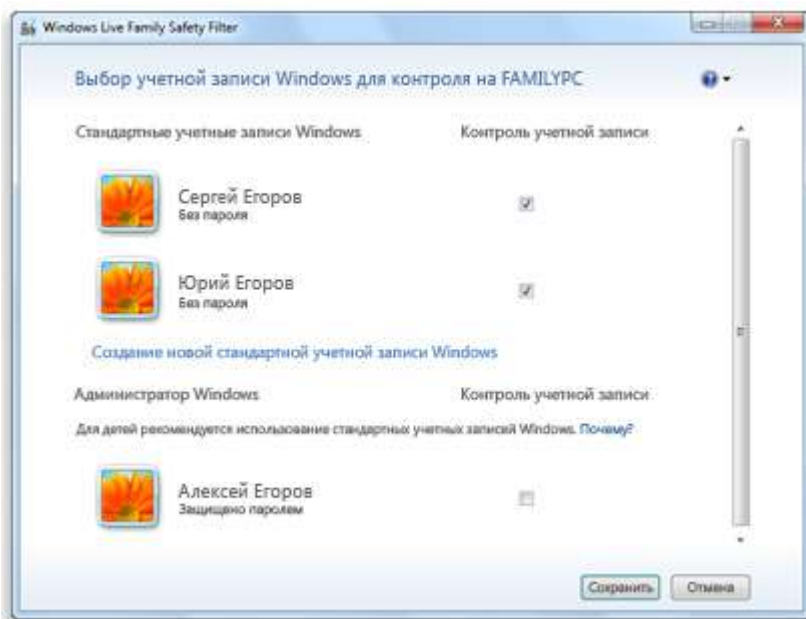 Windows Live Family Safety Filter
Выбор учетной записи Windows для контроля на FAMILYPC
Стандартные учетные записи Windows Контроль учетной записи
Сергей Егоров
Без пароля
Юрий Егоров
Без пароля
Создание новой стандартной учетной записи Windows
Администратор Windows Контроль учетной записи
Для детей рекомендуется использование стандартных учетных записей Windows. Почему?
Алексей Егоров
Защищено паролем
Сохранить Отмена